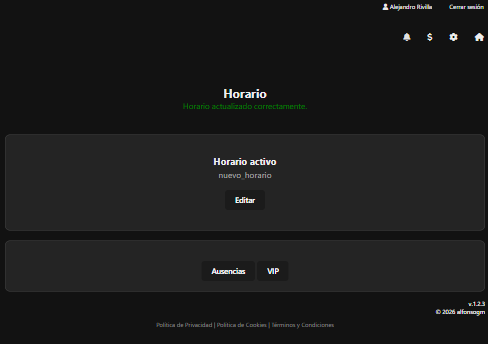 Alejandro Rivilla Cerrar sesión
Horario
Horario actualizado correctamente.
Horario activo
nuevo_horario
Editar
Ausencias VIP
v.1.2.3
© 2026 alfonsogm
Política de Privacidad | Política de Cookies | Términos y Condiciones